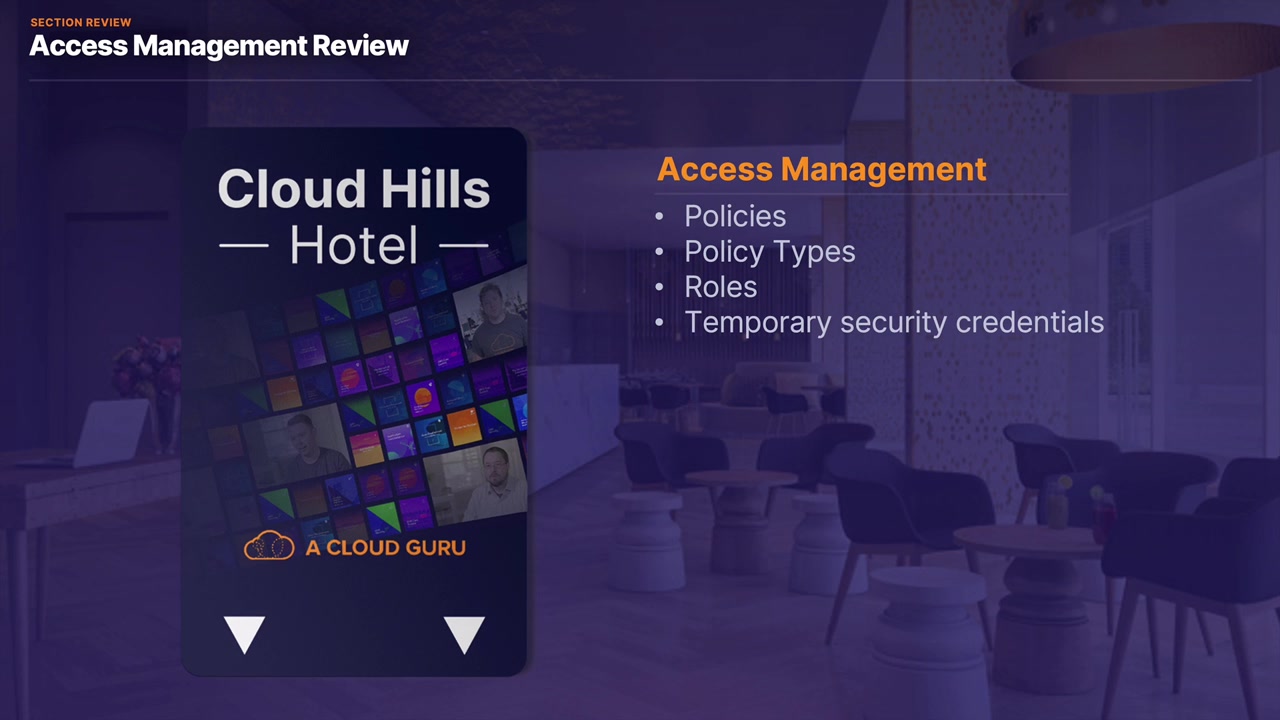 SECTION REVIEW
Access Management Review
Cloud Hills
Hotel
A CLOUD GURU
Access Management
• Policies
• Policy Types
• Roles
• Temporary security credentials